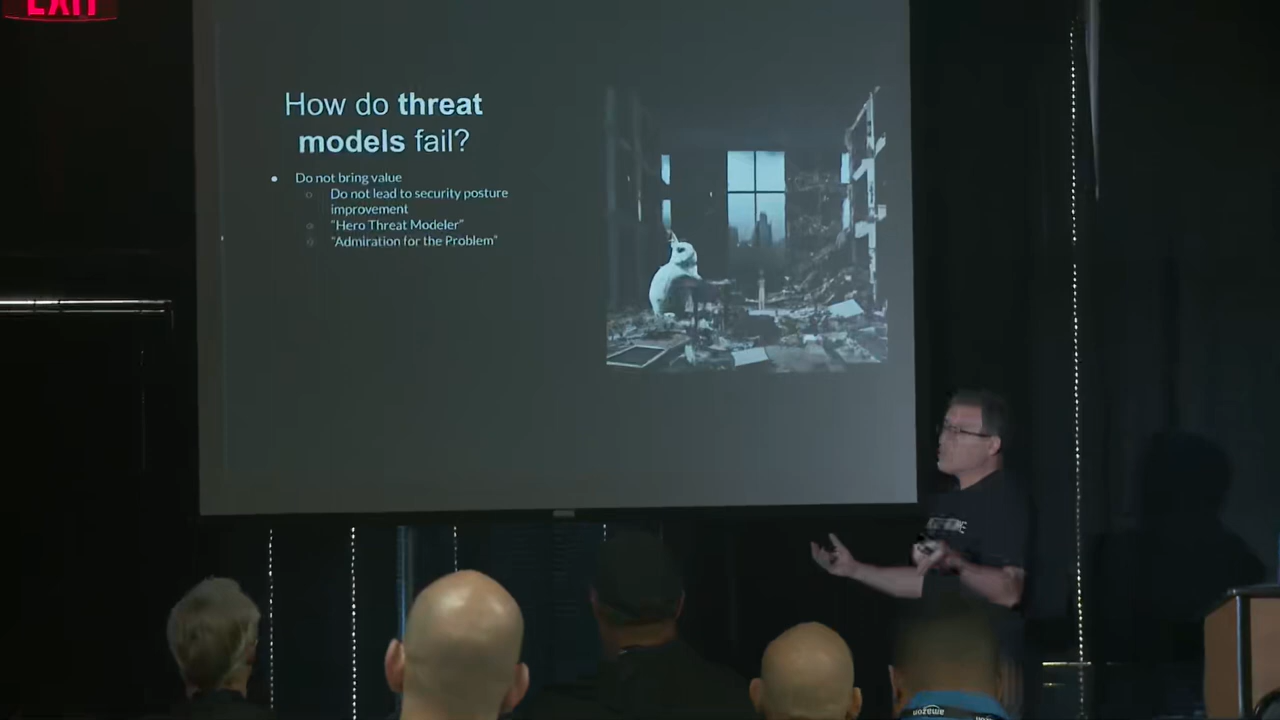 EXIT
How do threat
models fail?
Do not bring value
Do not lead to security posture
improvement
"Hero Threat Modeler"
"Admiration for the Problem"
amazon